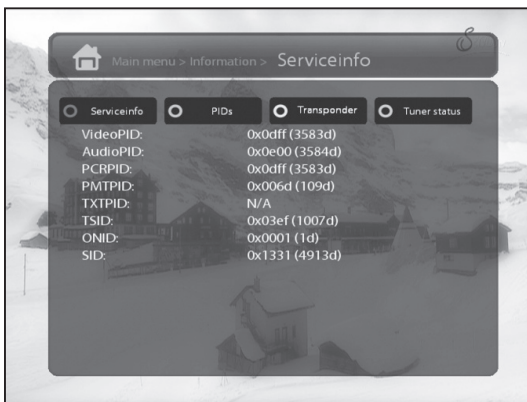 Main menu > Information > Serviceinfo
Serviceinfo PIDs Transponder Tuner status
VideoPID: 0x0dff (3583d)
AudioPID: 0x0e00 (3584d)
PCRPID: 0x0dff (3583d)
PMTPID: 0x006d (109d)
TXTPID: N/A
TSID: 0x03ef (1007d)
ONID: 0x0001 (1d)
SID: 0x1331 (4913d)